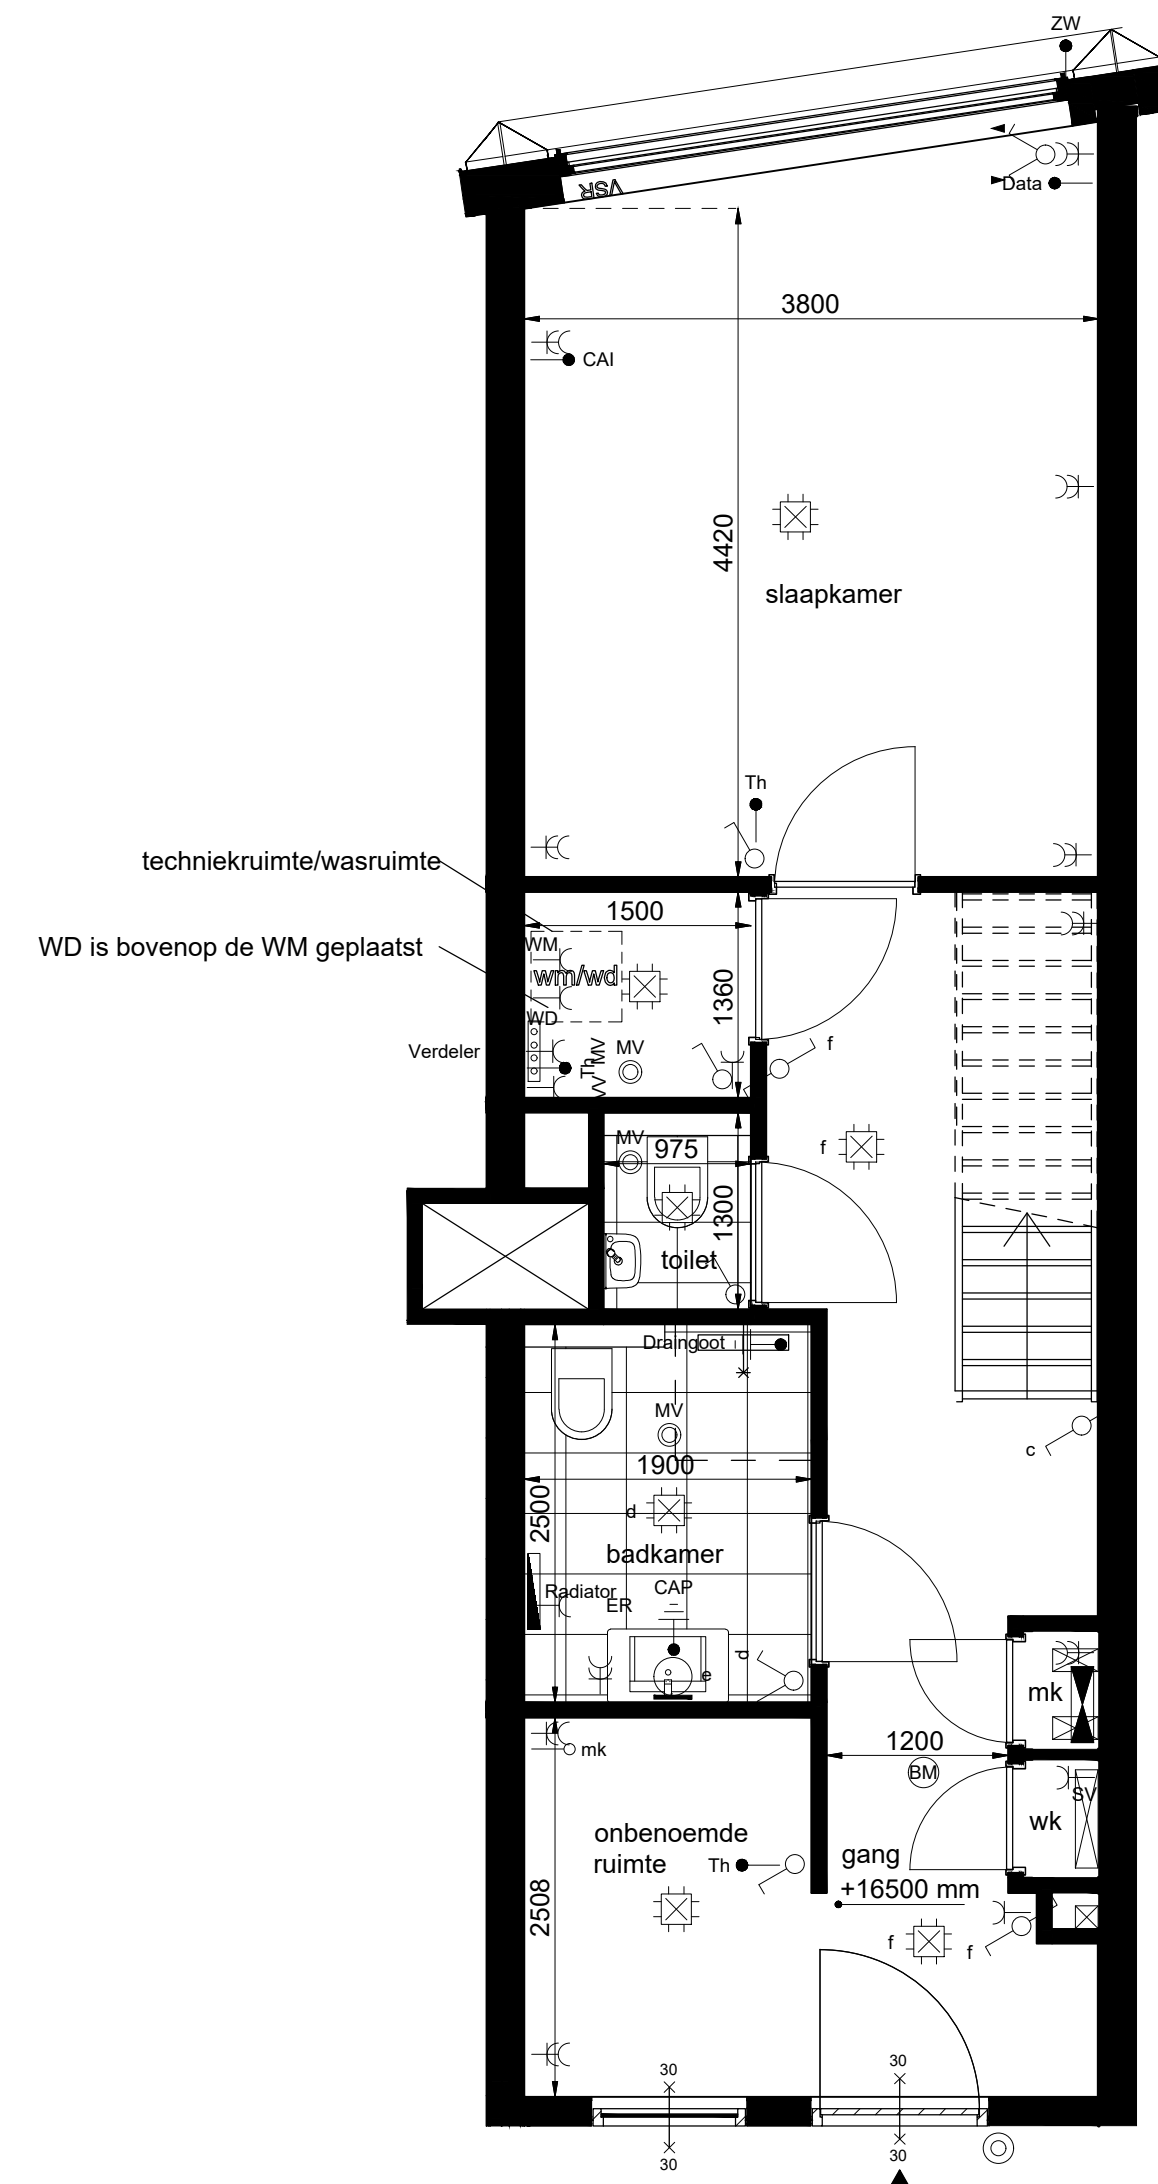 ZW
VSR
Data
3800
CAI
4420
slaapkamer
Th
techniekruimte/wasruimte
1500
WD is bovenop de WM geplaatst
WM
wm/wd
1360
WD
Verdeler
Th
MV
VV
MV
f
MV
975
f
1300
toilet
Draingoot
MV
1900
c
2500
d
badkamer
Radiator
CAP
ER
d
e
mk
1200
mk
BM
SV
wk
onbenoemde
ruimte
Th
gang
+16500 mm
2508
f
f
30
30
30
30